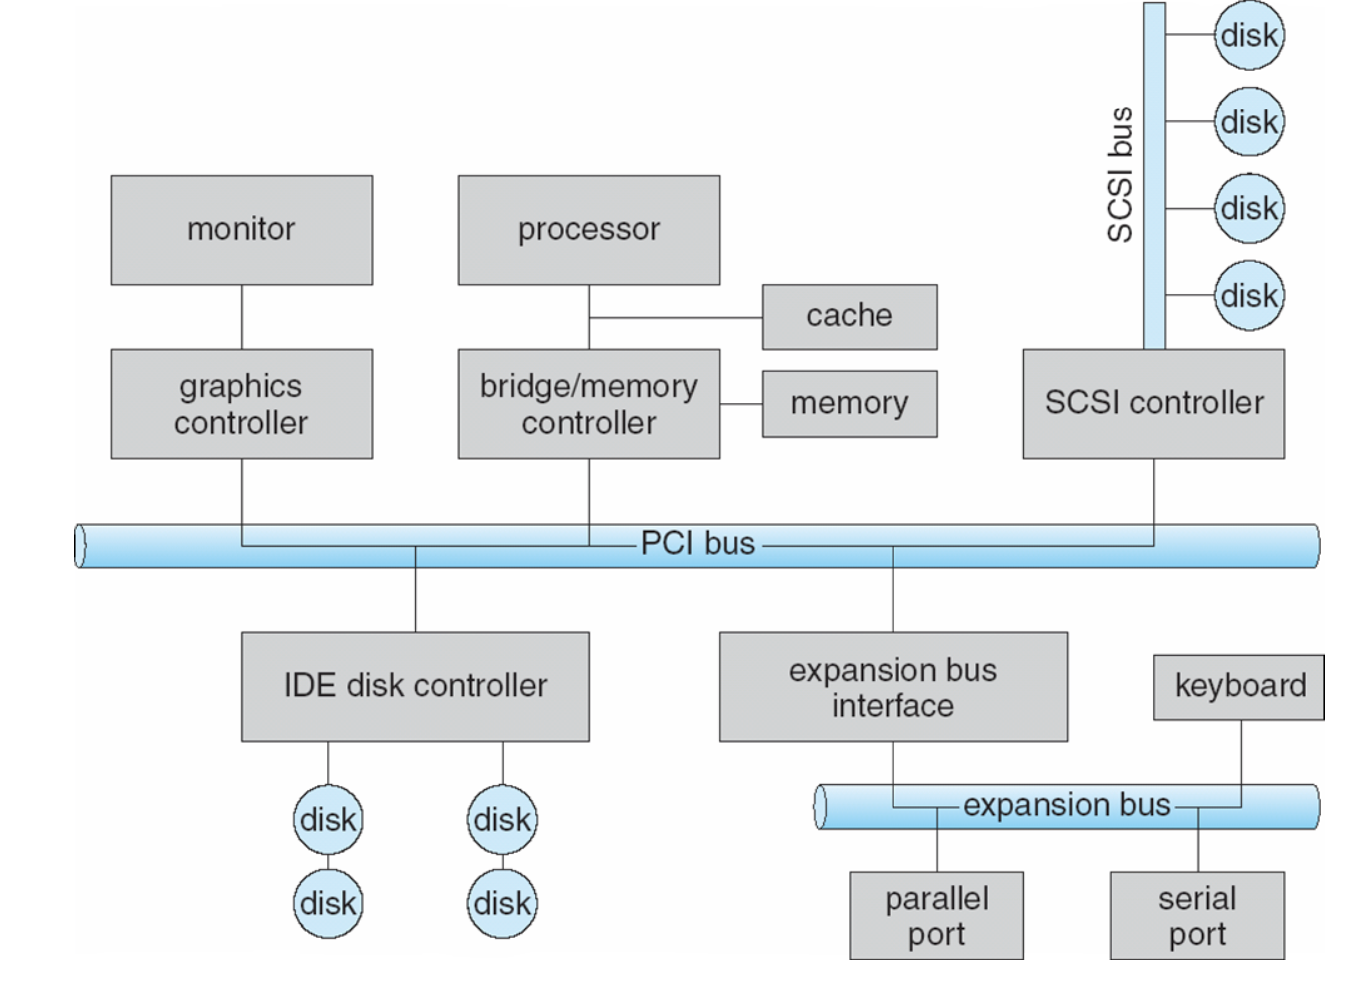 disk
disk
SCSI bus
disk
disk
monitor
processor
cache
graphics
controller
bridge/memory
controller
memory
SCSI controller
PCI bus
IDE disk controller
expansion bus
interface
keyboard
disk
disk
expansion bus
disk
disk
parallel
port
serial
port